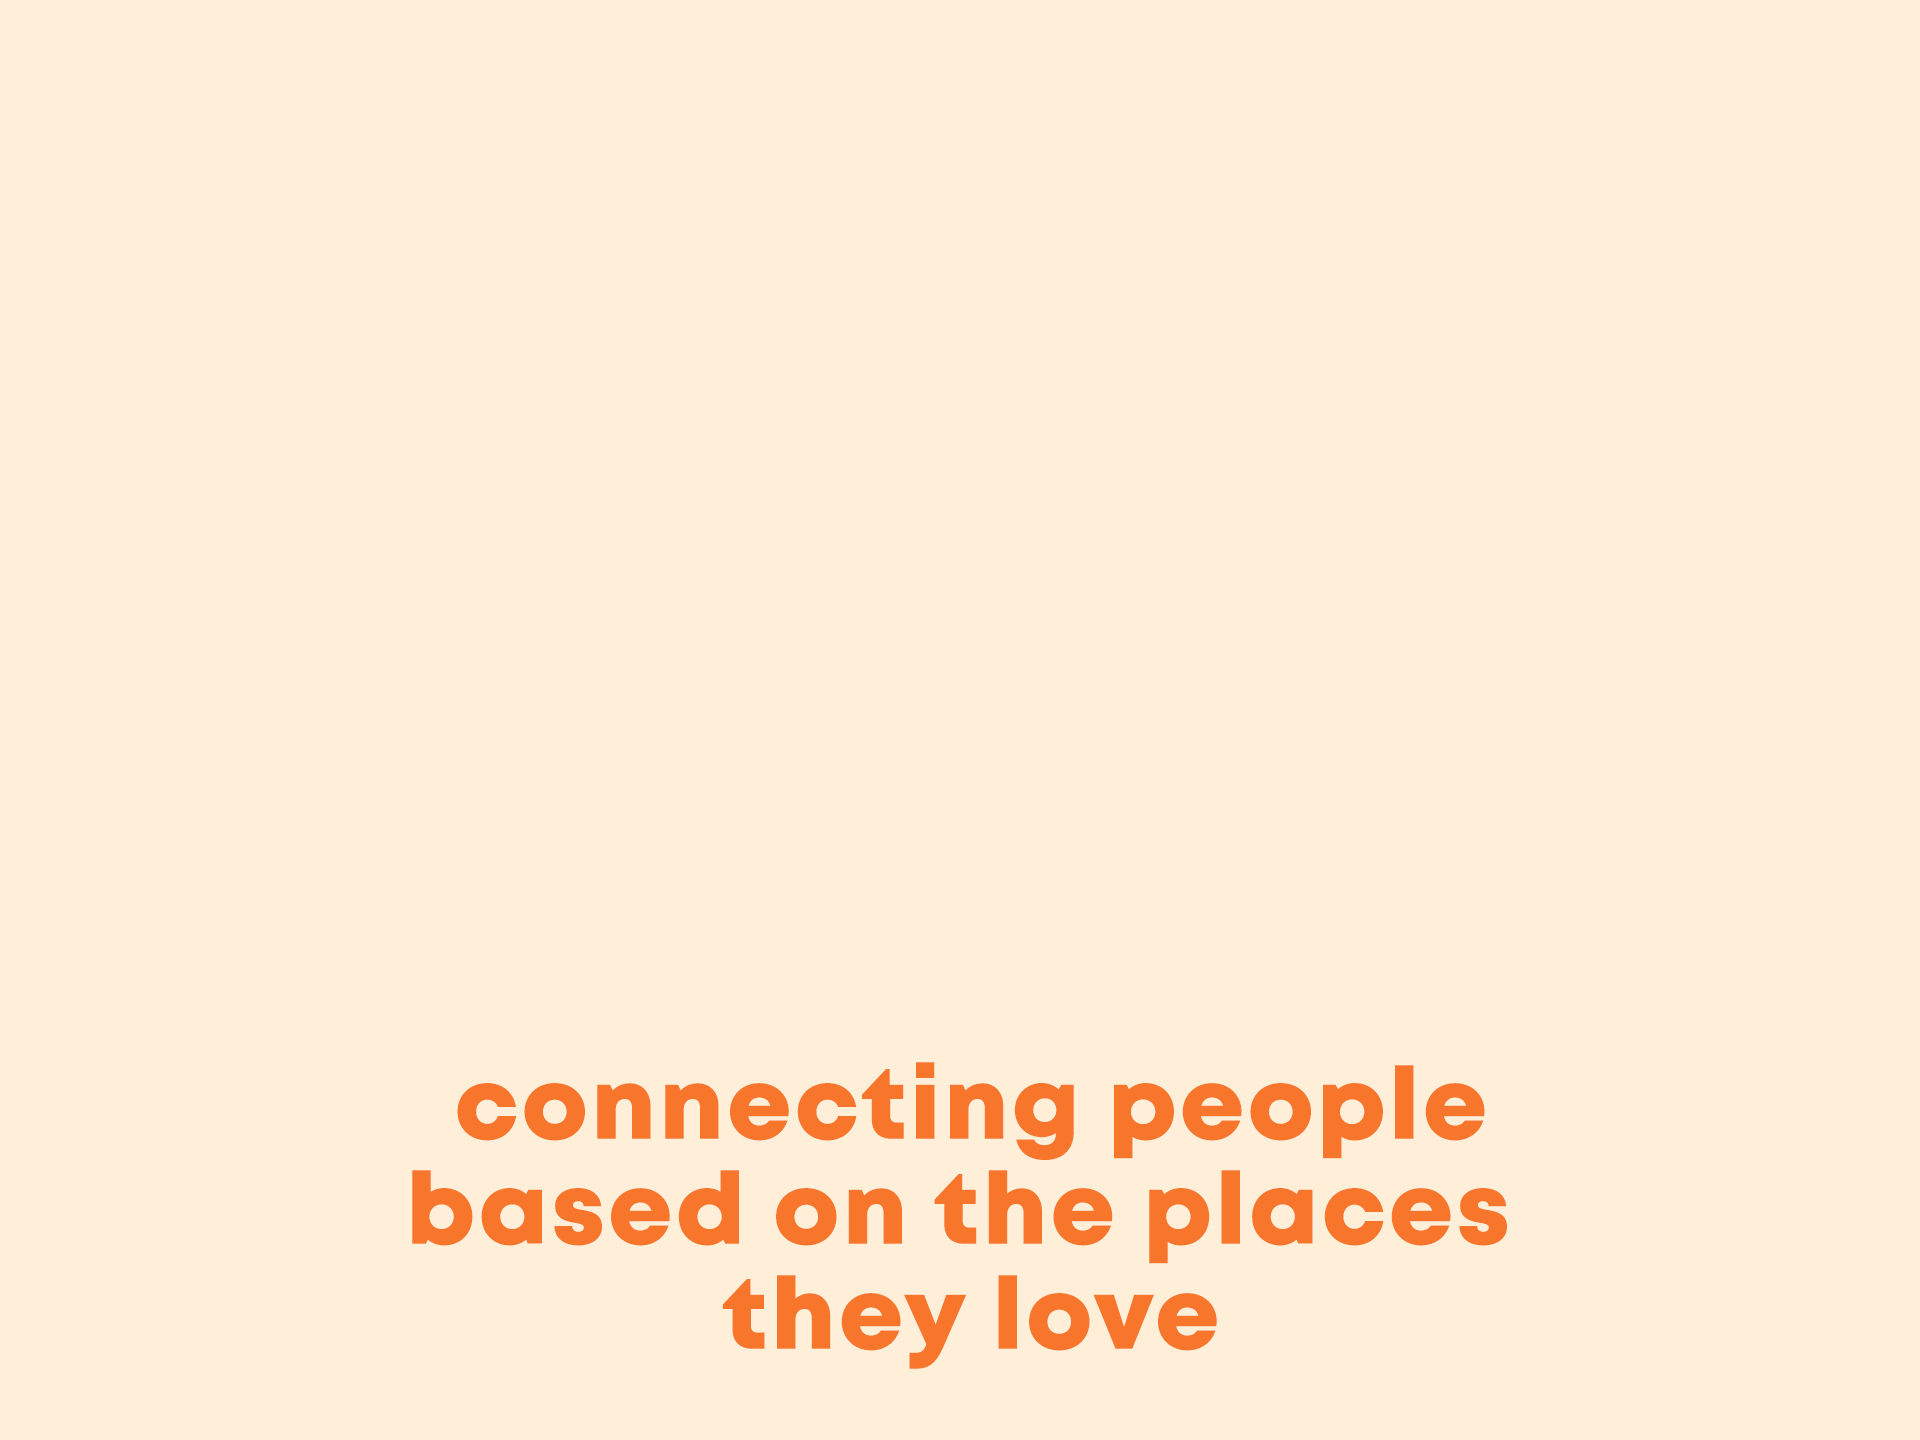 connecting people
based on the places
they love